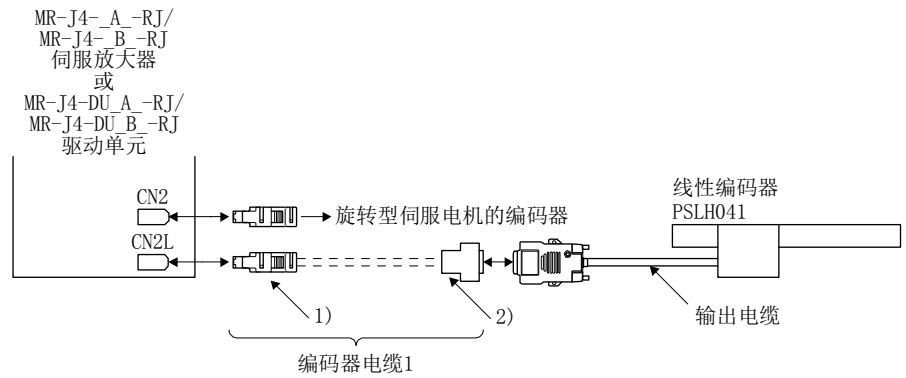 MR-J4-_A_-RJ/
MR-J4-_B_-RJ
伺服放大器
或
MR-J4-DU_A_-RJ/
MR-J4-DU_B_-RJ
驱动单元
CN2
旋转型伺服电机的编码器
CN2L
线性编码器
PSLH041
1)
2)
输出电缆
编码器电缆1